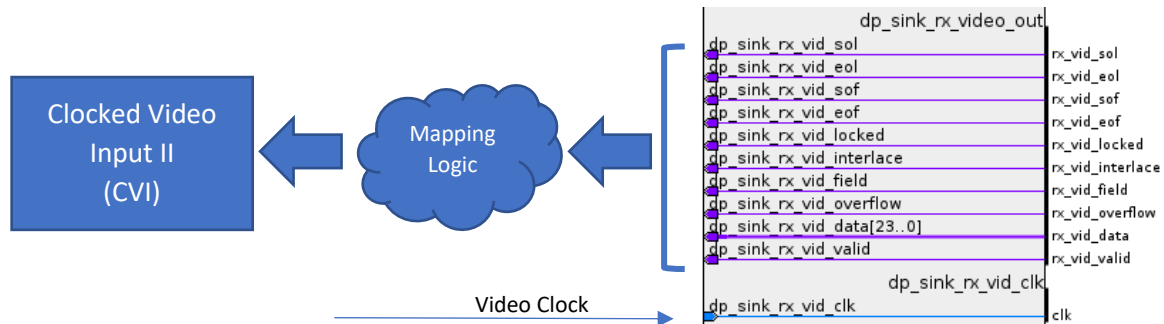 Clocked Video
Input II
(CVI)
Mapping
Logic
dp_sink_rx_video_out
dp_sink_rx_vid_sol
rx_vid_sol
dp_sink_rx_vid_eol
rx_vid_eol
dp_sink_rx_vid_sof
rx_vid_sof
dp_sink_rx_vid_eof
rx_vid_eof
dp_sink_rx_vid_locked
rx_vid_locked
dp_sink_rx_vid_interlace
rx_vid_interlace
dp_sink_rx_vid_field
rx_vid_field
dp_sink_rx_vid_overflow
rx_vid_overflow
dp_sink_rx_vid_data[23..0]
rx_vid_data
dp_sink_rx_vid_valid
rx_vid_valid
dp_sink_rx_vid_clk
Video Clock
dp_sink_rx_vid_clk
clk